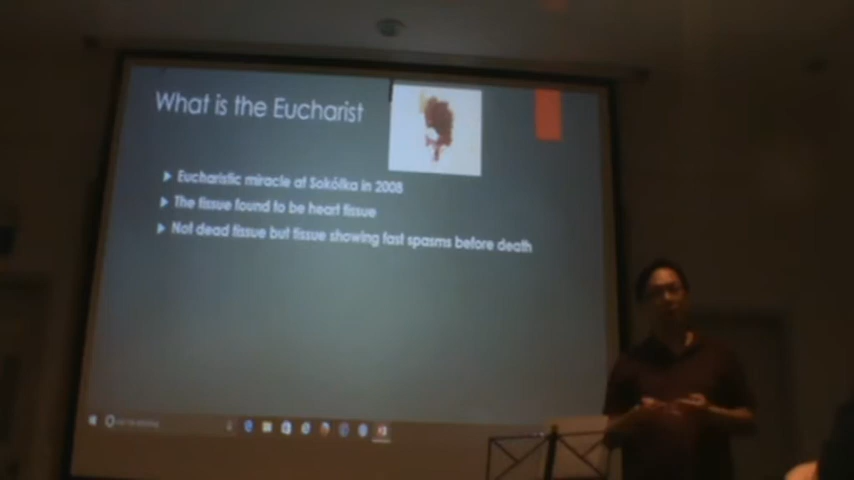 What is the Eucharist
Eucharistic miracle at Sokólka in 2008
The tissue found to be heart tissue
Not dead tissue but tissue showing fast spasms before death